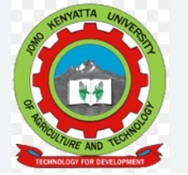 JOMO KENYATTA UNIVERSITY
OF AGRICULTURE AND TECHNOLOGY
TECHNOLOGY FOR DEVELOPMENT